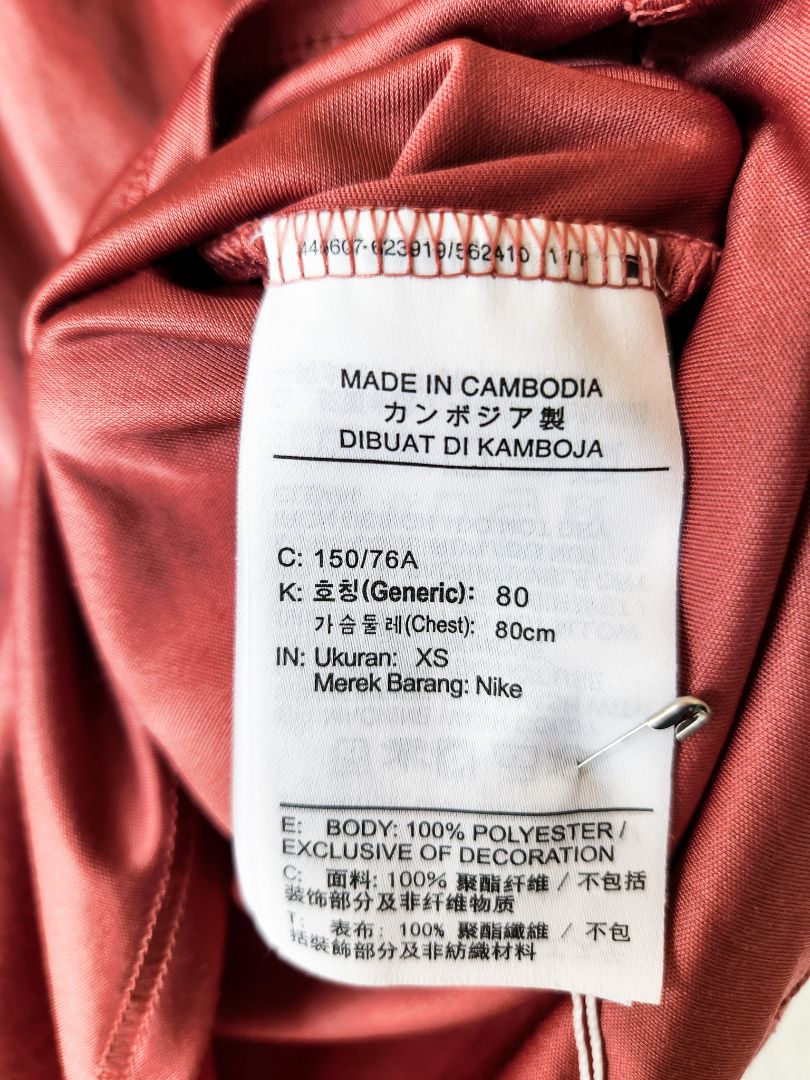 623919/562410
MADE IN CAMBODIA
カンボジア製
DIBUAT DI KAMBOJA
C: 150/76A
K: 호칭(Generic): 80
가슴둘레(Chest): 80cm
IN: Ukuran: XS
Merek Barang: Nike
E: BODY: 100% POLYESTER /
EXCLUSIVE OF DECORATION
C: 面料: 100% 聚酯纤维 / 不包括
装饰部分及非纤维物质
T: 表布: 100% 聚酯纖維 / 不包
括裝飾部分及非紡織材料